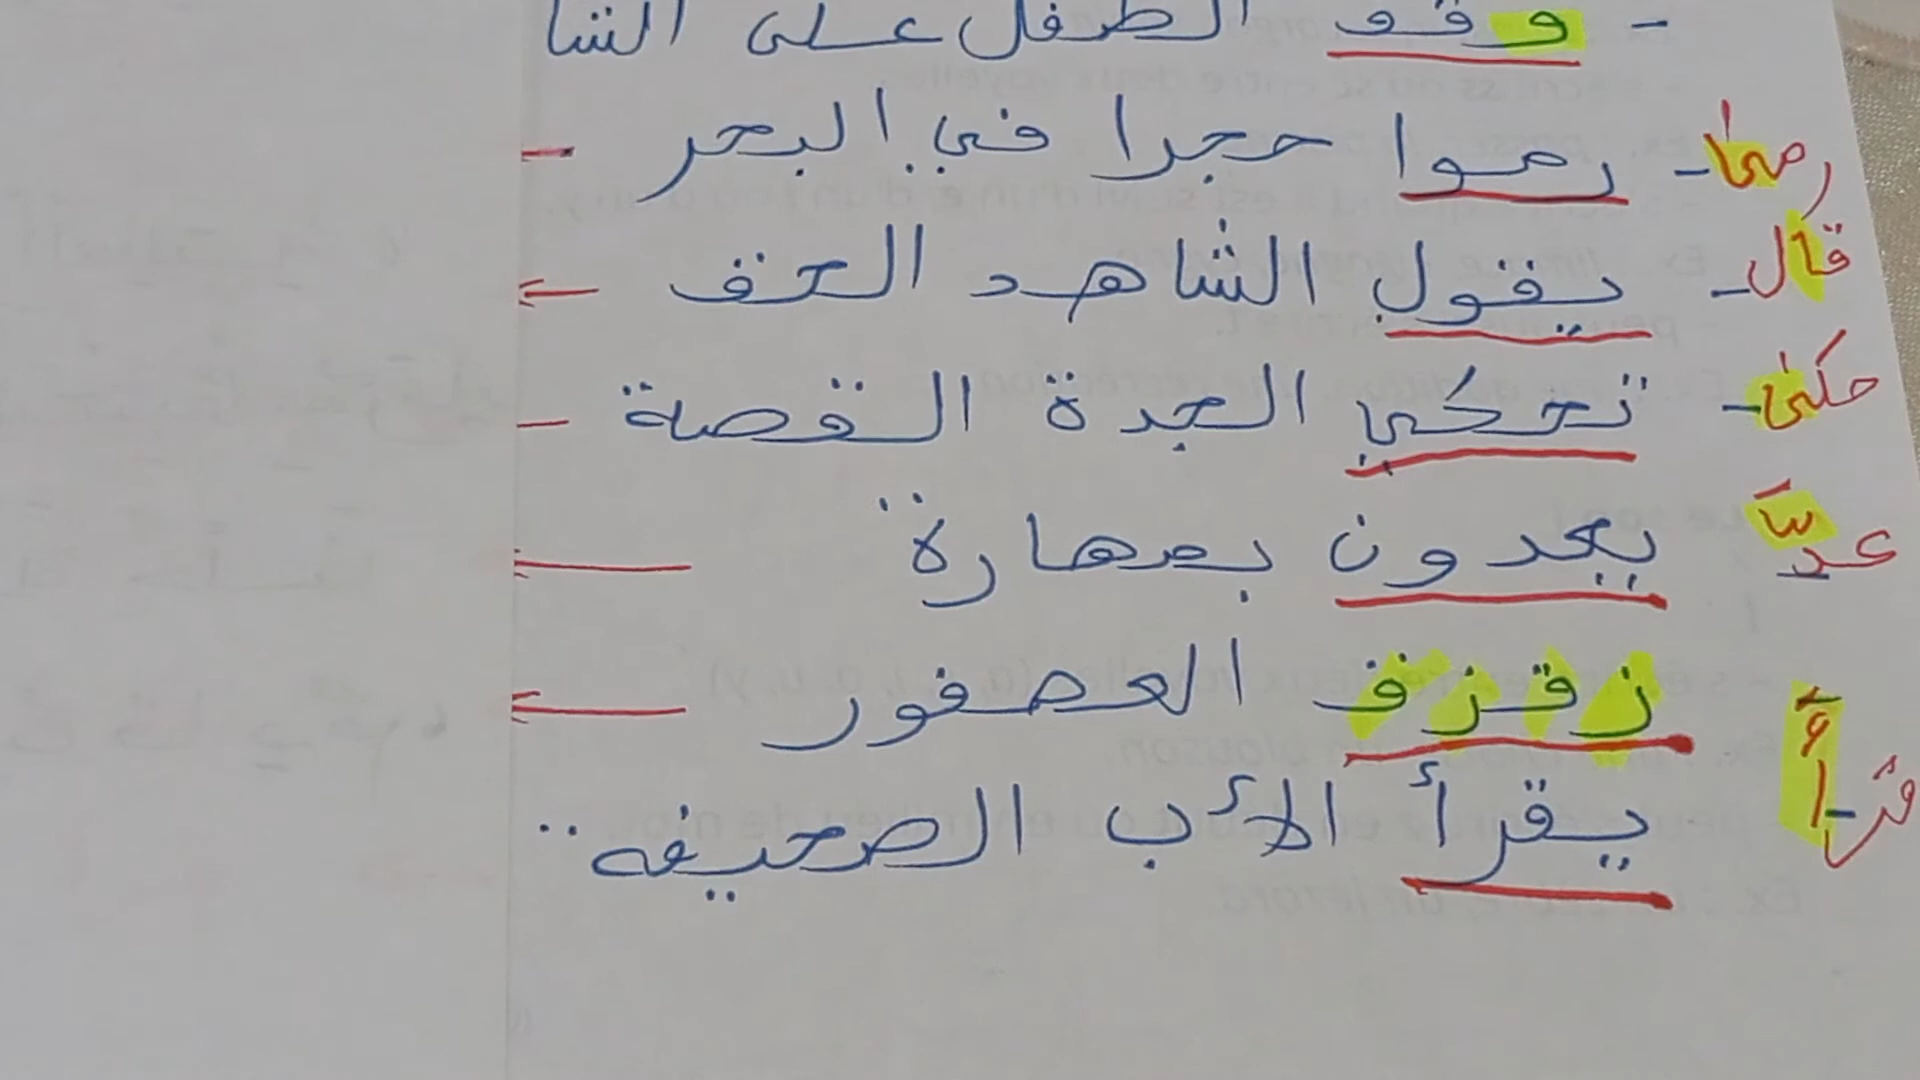 - وقف الطفل على الشا
رمى - رموا حجرا في البحر -
قال - يقول الشاهد الحق ←
حكى - تحكي الجدة القصة -
عدّ - يعدون بمهارة ←
زقزق العصفور ←
قرأ - يقرأ الأب الصحيفة ..